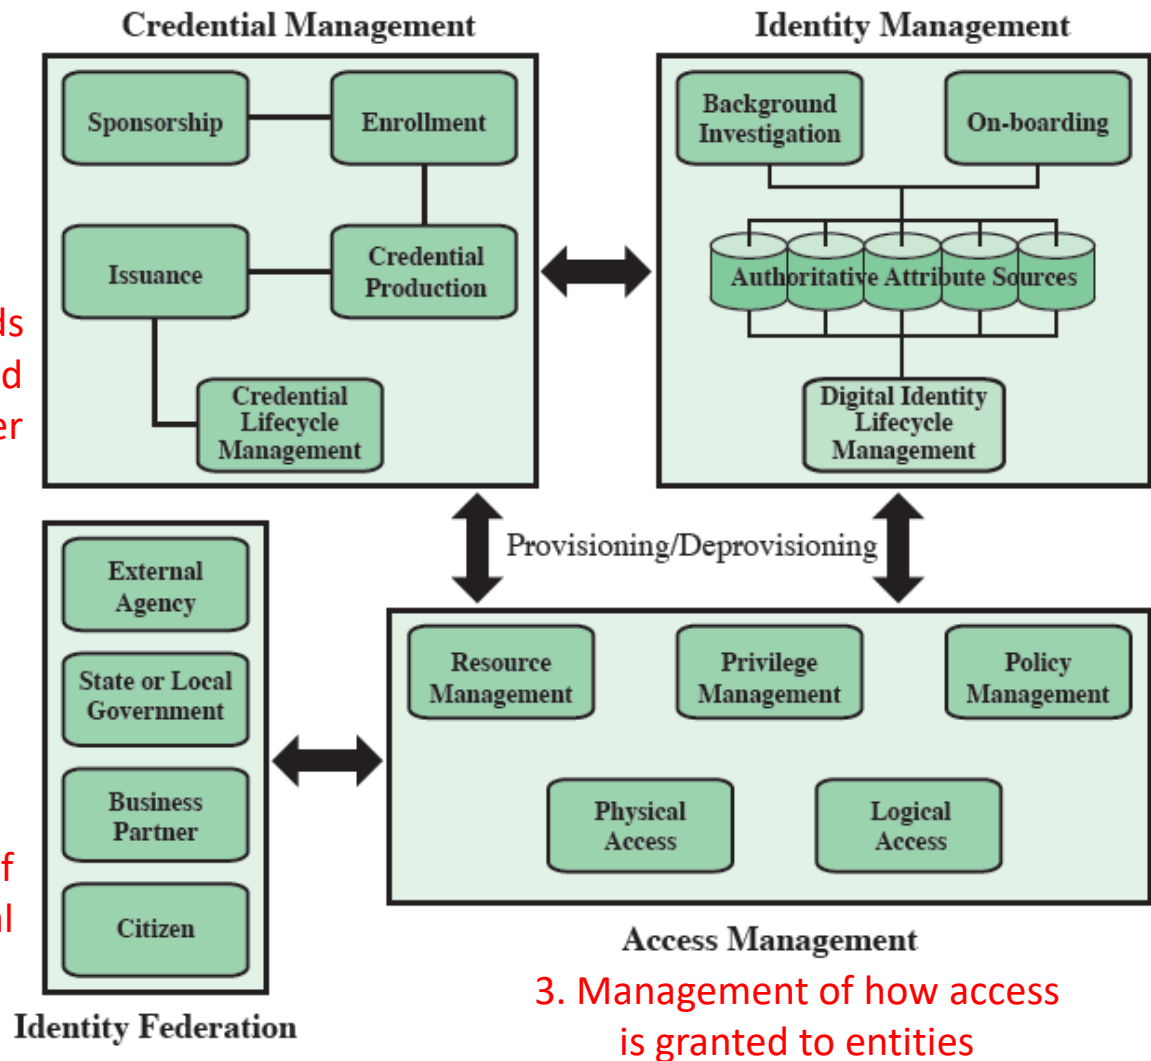 Credential Management
Sponsorship
Enrollment
Issuance
Credential
Production
Credential
Lifecycle
Management
Identity Management
Background
Investigation
On-boarding
Authoritative Attribute Sources
Digital Identity
Lifecycle
Management
Provisioning/Deprovisioning
External
Agency
State or Local
Government
Business
Partner
Citizen
Identity Federation
Resource
Management
Privilege
Management
Policy
Management
Physical
Access
Logical
Access
Access Management
3. Management of how access
is granted to entities
of